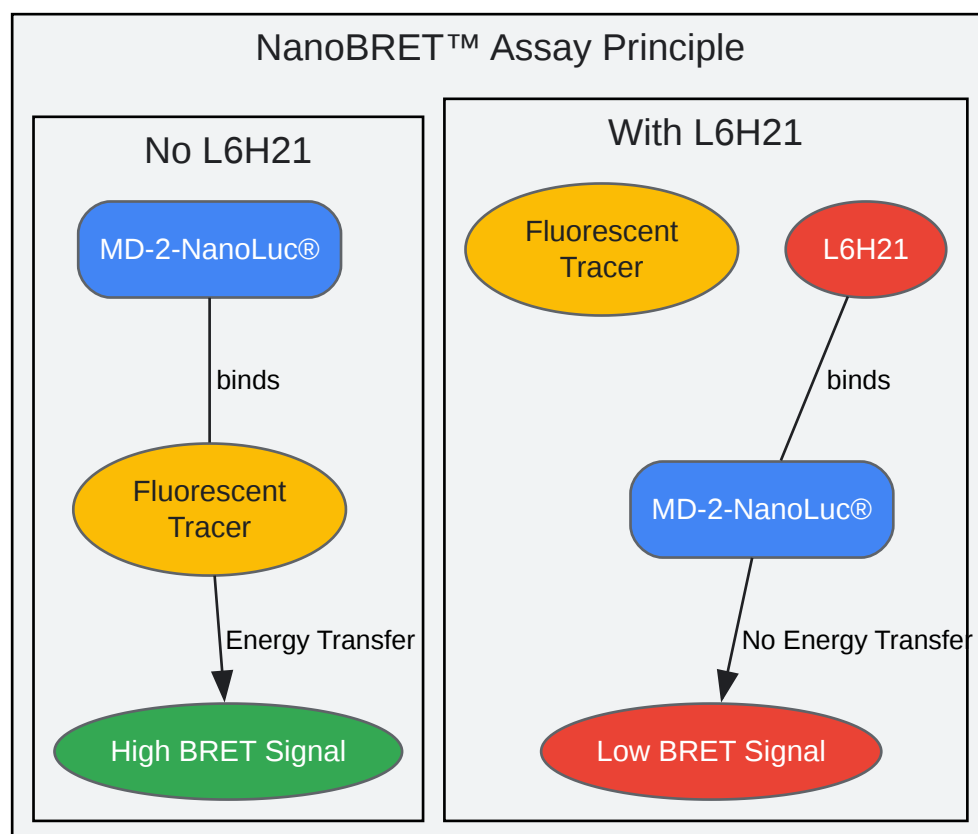 NanoBRET™ Assay Principle
No L6H21
MD-2-NanoLuc®
binds
Fluorescent
Tracer
Energy Transfer
High BRET Signal
With L6H21
Fluorescent
Tracer
L6H21
binds
MD-2-NanoLuc®
No Energy Transfer
Low BRET Signal